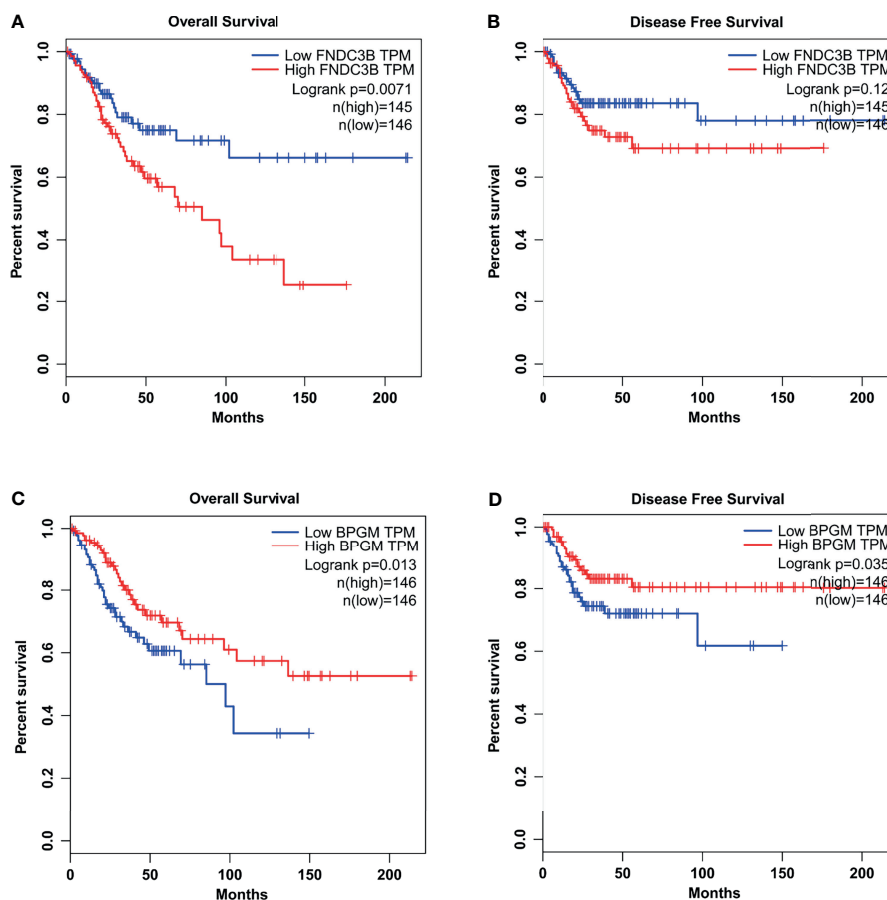 A
Overall Survival
Low FNDC3B TPM
High FNDC3B TPM
Logrank p=0.0071
n(high)=145
n(low)=146
Percent survival
1.0
0.8
0.6
0.4
0.2
0.0
0 50 100 150 200
Months
B
Disease Free Survival
Low FNDC3B TPM
High FNDC3B TPM
Logrank p=0.12
n(high)=145
n(low)=146
Percent survival
1.0
0.8
0.6
0.4
0.2
0.0
0 50 100 150 200
Months
C
Overall Survival
Low BPGM TPM
High BPGM TPM
Logrank p=0.013
n(high)=146
n(low)=146
Percent survival
1.0
0.8
0.6
0.4
0.2
0.0
0 50 100 150 200
Months
D
Disease Free Survival
Low BPGM TPM
High BPGM TPM
Logrank p=0.035
n(high)=146
n(low)=146
Percent survival
1.0
0.8
0.6
0.4
0.2
0.0
0 50 100 150 200
Months